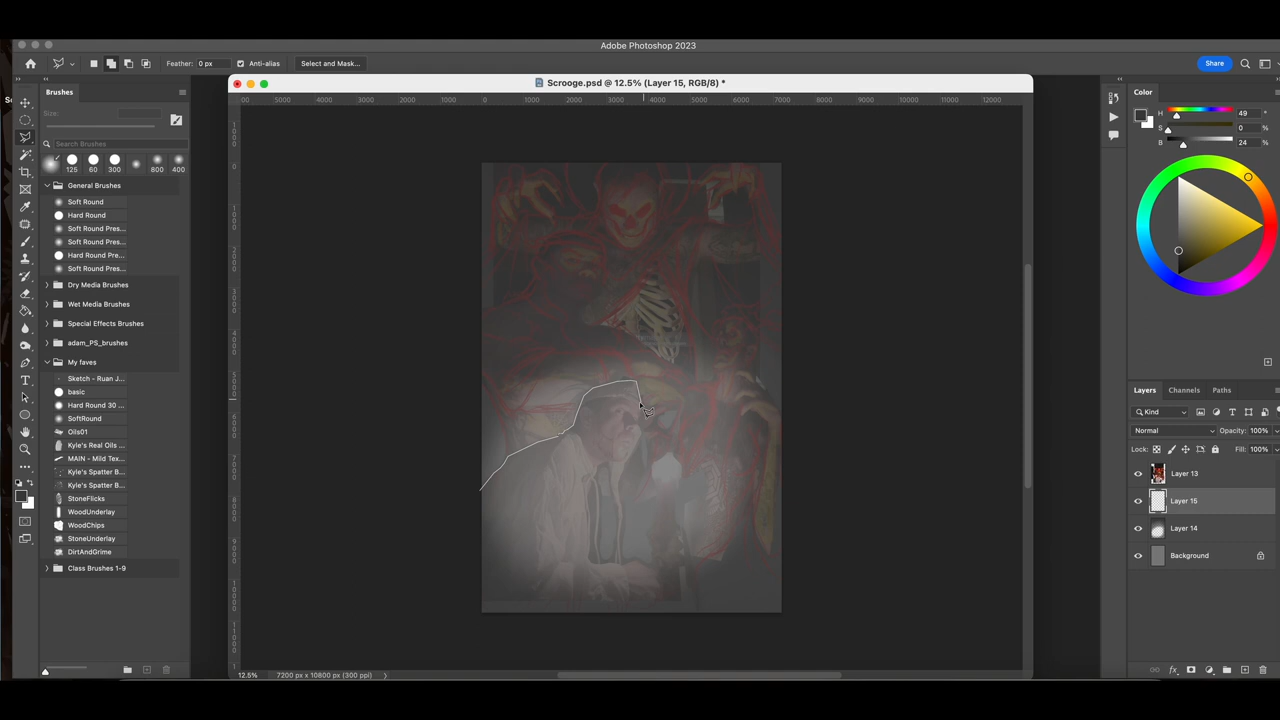 Adobe Photoshop 2023
Feather: 0 px
Anti-alias
Select and Mask...
Share
Brushes
Scrooge.psd @ 12.5% (Layer 15, RGB/8) *
5000 4000 3000 2000 1000 0 1000 2000 3000 4000 5000 6000 7000 8000 9000 10000 11000 12000
Size:
Search Brushes
125 60 300 800 400
General Brushes
Soft Round
Hard Round
Soft Round Pres...
Soft Round Pres...
Hard Round Pre...
Soft Round Pres...
Dry Media Brushes
Wet Media Brushes
Special Effects Brushes
adam_PS_brushes
My faves
Sketch - Ruan J...
basic
Hard Round 30 ...
SoftRound
Oils01
Kyle's Real Oils ...
MAIN - Mild Tex...
Kyle's Spatter B...
Kyle's Spatter B...
StoneFlicks
WoodUnderlay
WoodChips
StoneUnderlay
DirtAndGrime
Class Brushes 1-9
12.5%
7200 px x 10800 px (300 ppi)
Color
H 49 °
S 0 %
B 24 %
Layers Channels Paths
Kind
Normal
Opacity: 100%
Lock:
Fill: 100%
Layer 13
Layer 15
Layer 14
Background
fx